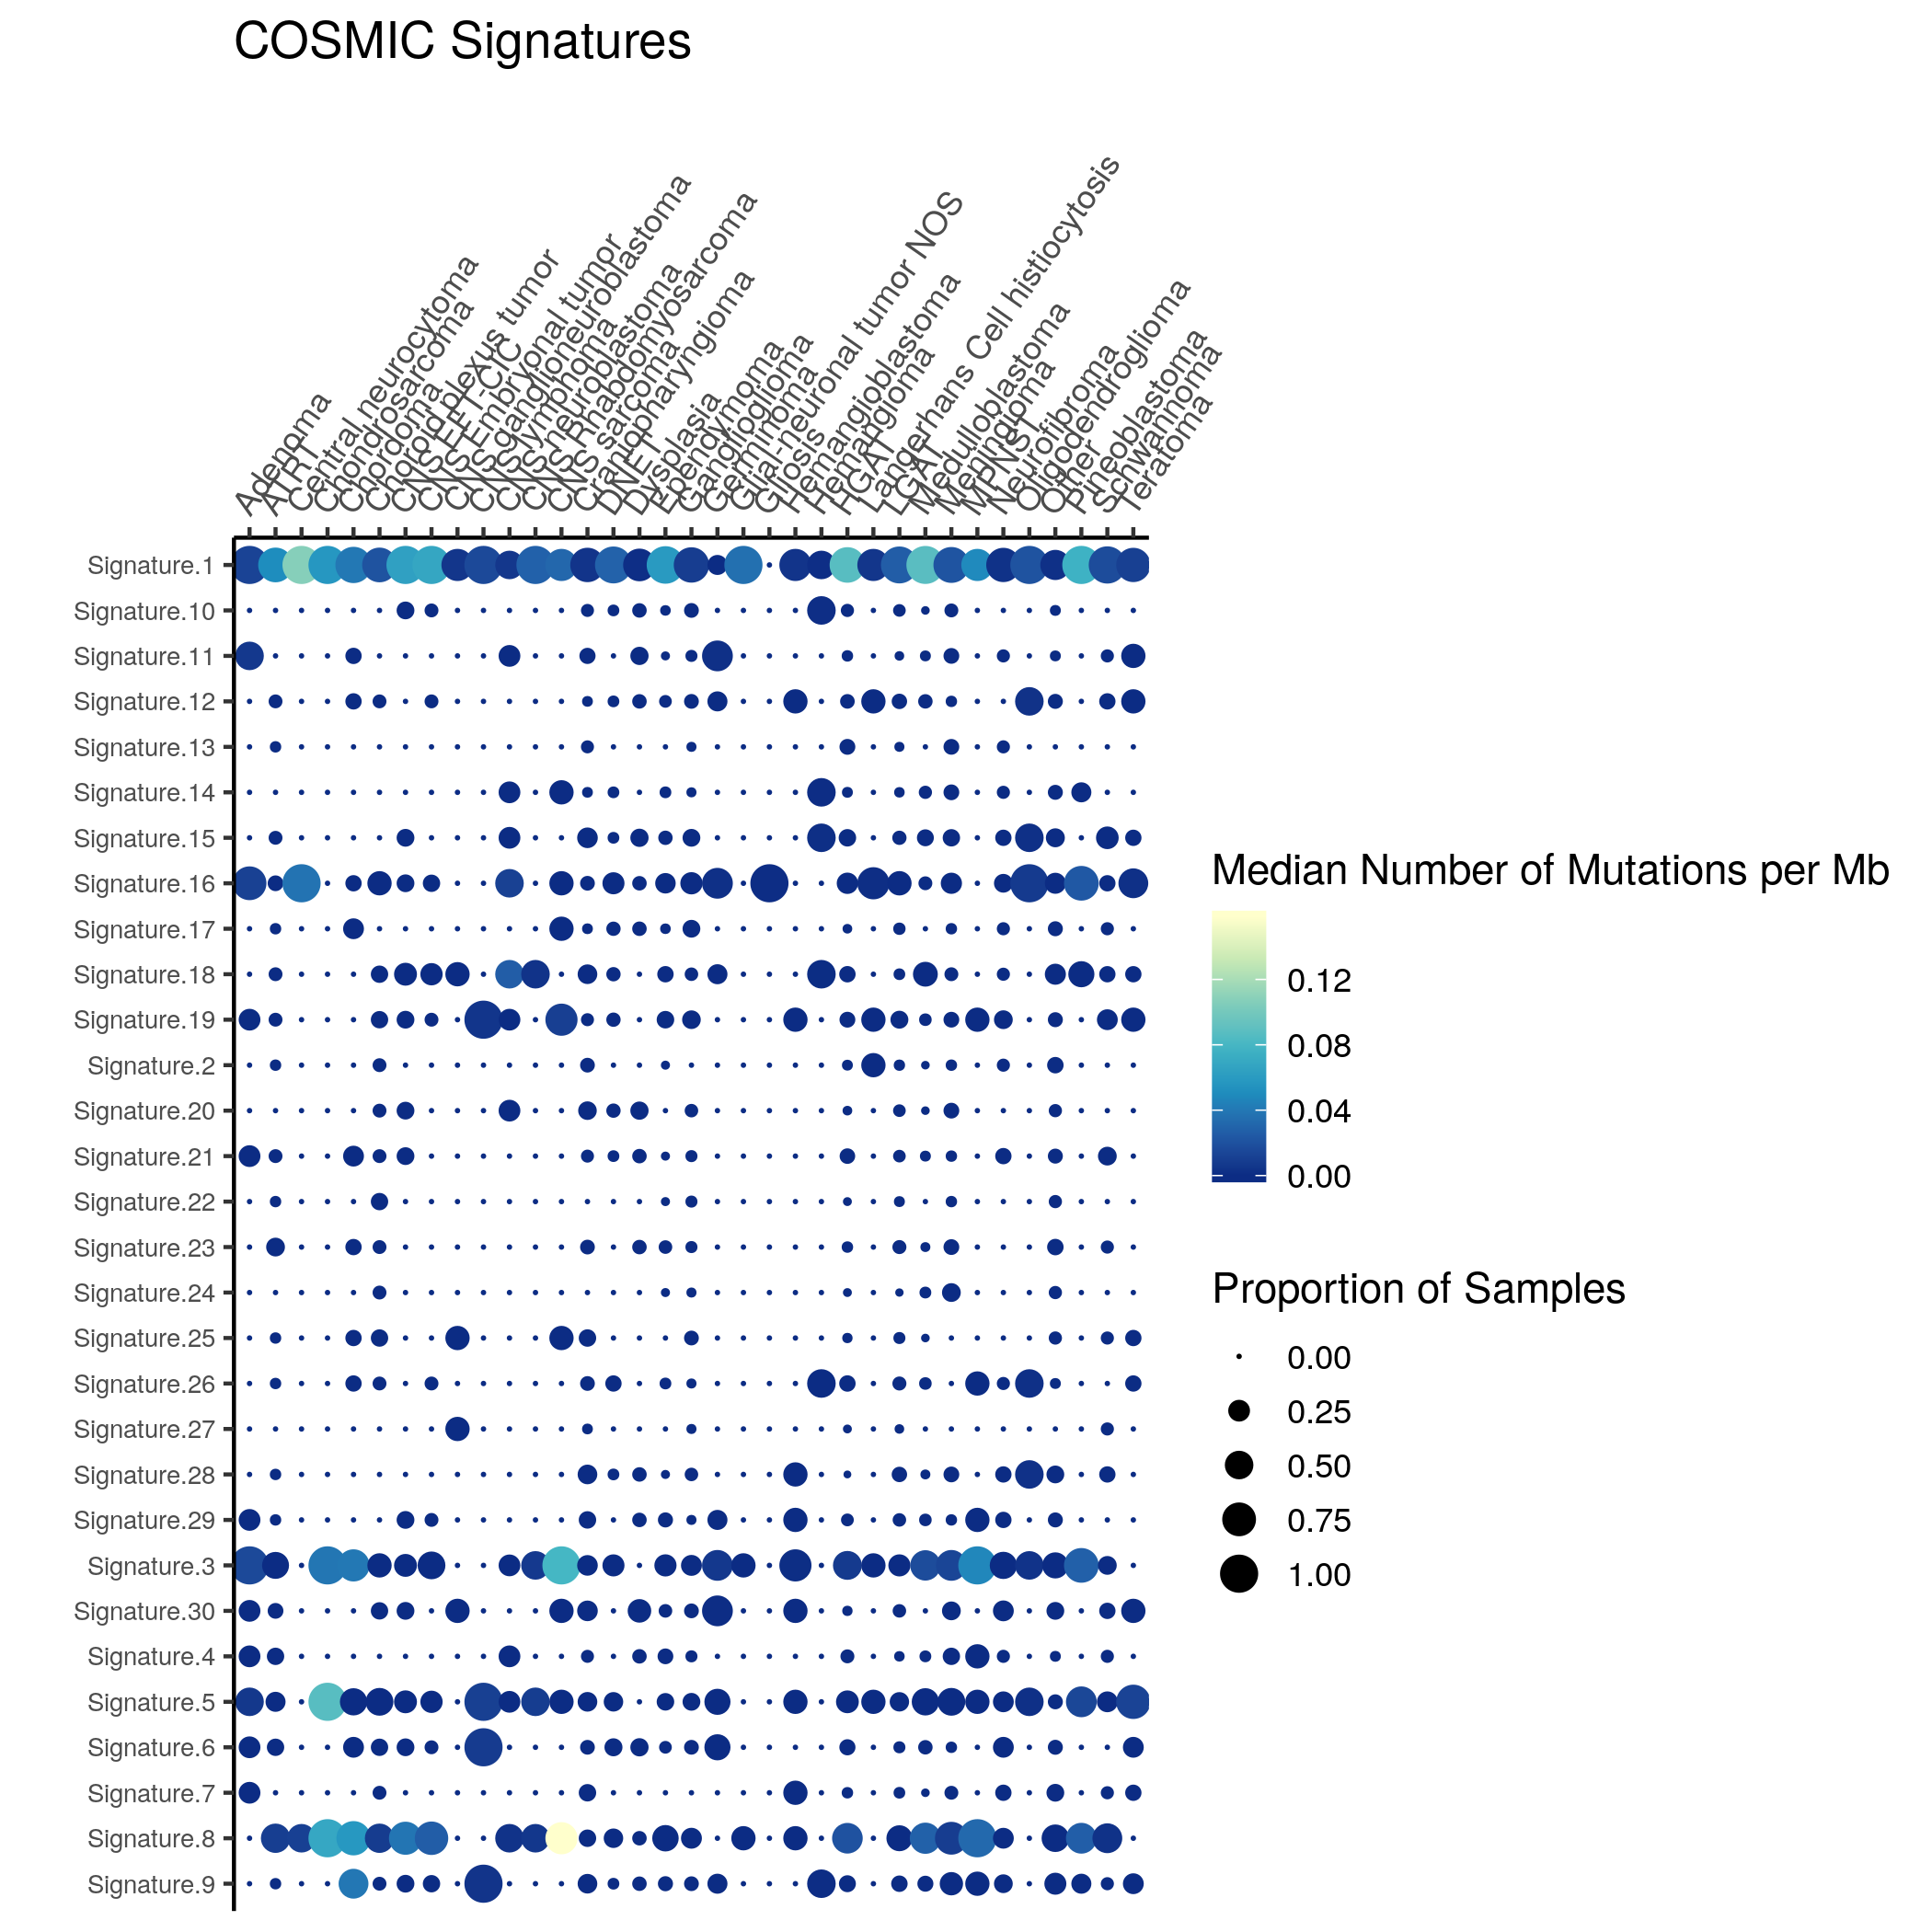 COSMIC Signatures
Adenoma
ATRT
Central neurocytoma
Chondrosarcoma
Chordoma
Choroid plexus tumor
CNS EFT-CIC
CNS Embryonal tumor
CNS ganglioneuroblastoma
CNS lymphoma
CNS neuroblastoma
CNS Rhabdomyosarcoma
CNS sarcoma
Craniopharyngioma
DNET
Dysplasia
Ependymoma
Ganglioglioma
Germinoma
Glial-neuronal tumor NOS
Gliosis
Hemangioblastoma
Hemangioma
HGAT
Langerhans Cell histiocytosis
LGAT
Medulloblastoma
Meningioma
MPNST
Neurofibroma
Oligodendroglioma
Other
Pineoblastoma
Schwannoma
Teratoma
Signature.1
Signature.10
Signature.11
Signature.12
Signature.13
Signature.14
Signature.15
Signature.16
Signature.17
Signature.18
Signature.19
Signature.2
Signature.20
Signature.21
Signature.22
Signature.23
Signature.24
Signature.25
Signature.26
Signature.27
Signature.28
Signature.29
Signature.3
Signature.30
Signature.4
Signature.5
Signature.6
Signature.7
Signature.8
Signature.9
Median Number of Mutations per Mb
0.12
0.08
0.04
0.00
Proportion of Samples
0.00
0.25
0.50
0.75
1.00